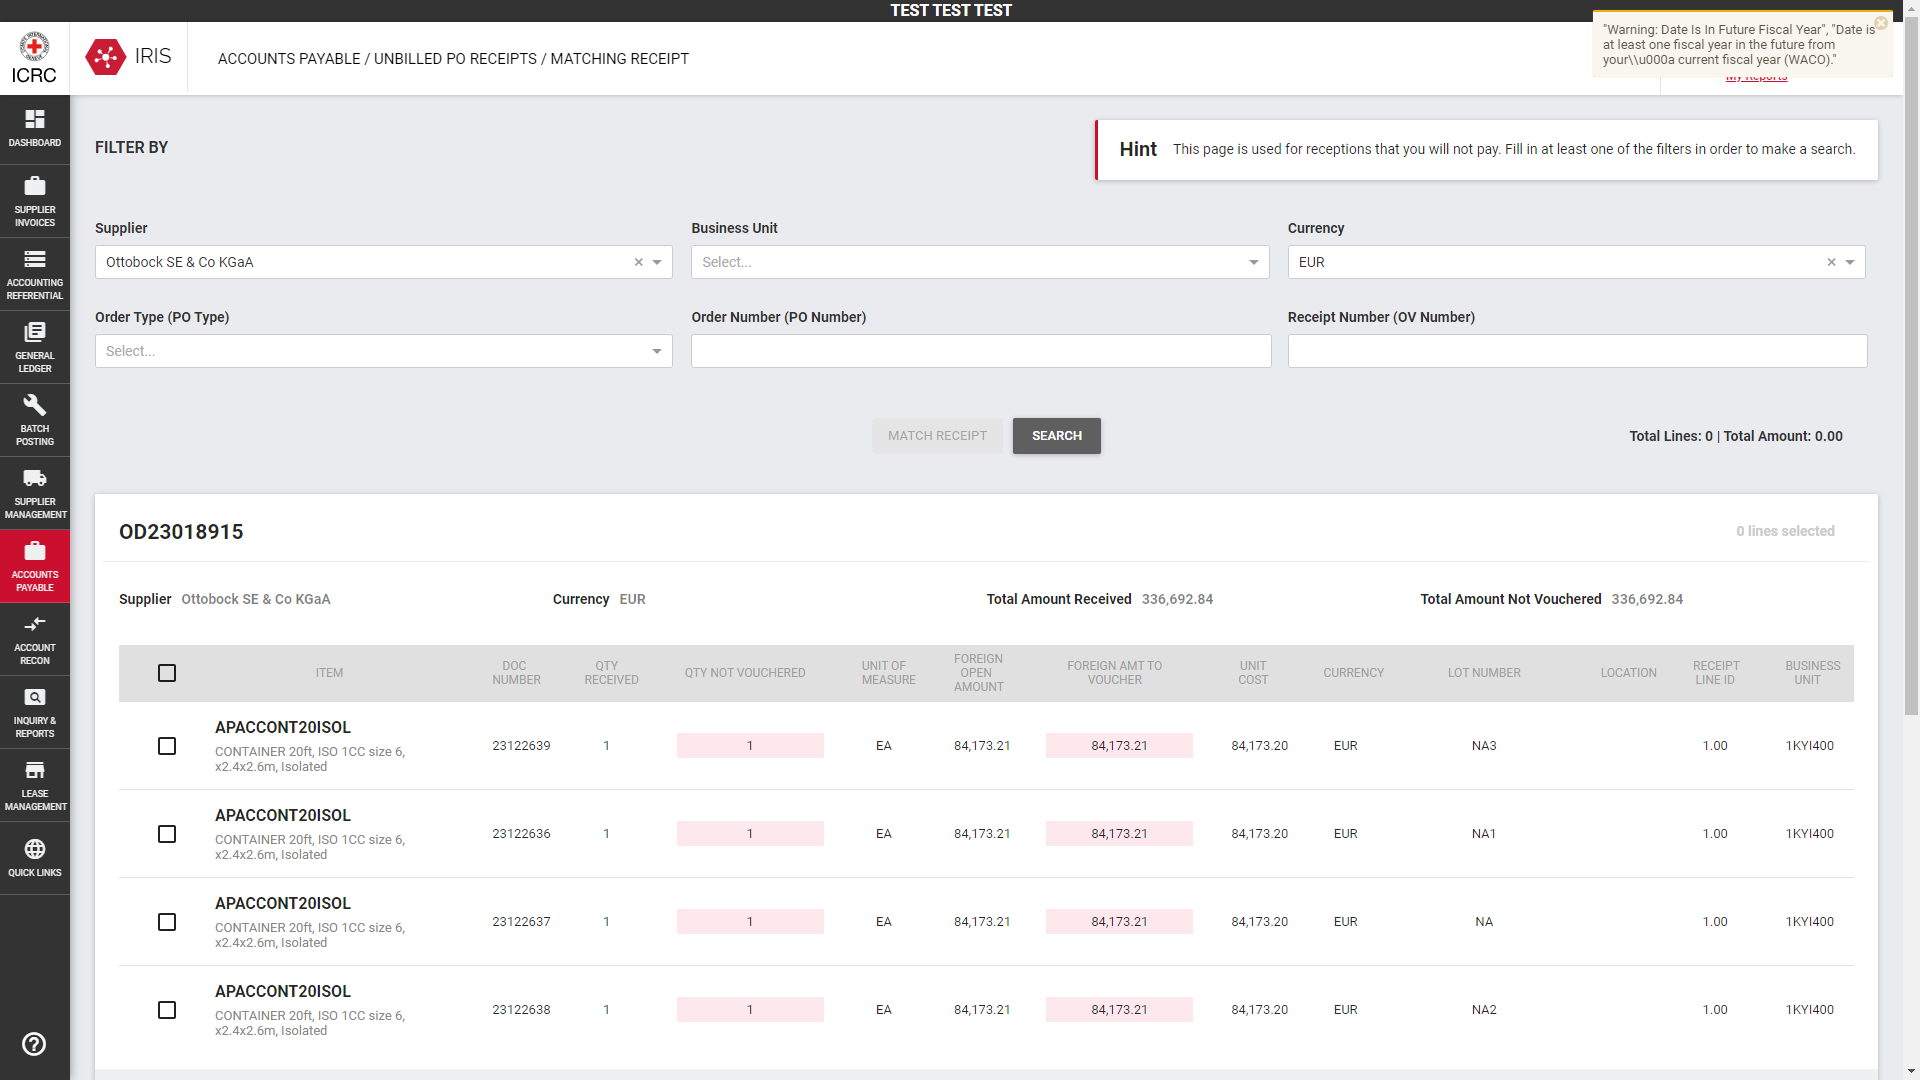 TEST TEST TEST
ICRC
IRIS
ACCOUNTS PAYABLE / UNBILLED PO RECEIPTS / MATCHING RECEIPT
"Warning: Date Is In Future Fiscal Year", "Date is
at least one fiscal year in the future from
your\\u000a current fiscal year (WACO)."
My Reports
DASHBOARD
SUPPLIER
INVOICES
ACCOUNTING
REFERENTIAL
GENERAL
LEDGER
BATCH
POSTING
SUPPLIER
MANAGEMENT
ACCOUNTS
PAYABLE
ACCOUNT
RECON
INQUIRY &
REPORTS
LEASE
MANAGEMENT
QUICK LINKS
FILTER BY
Hint This page is used for receptions that you will not pay. Fill in at least one of the filters in order to make a search.
Supplier Business Unit Currency
Ottobock SE & Co KGaA Select... EUR
Order Type (PO Type) Order Number (PO Number) Receipt Number (OV Number)
Select...
MATCH RECEIPT SEARCH Total Lines: 0 | Total Amount: 0.00
OD23018915 0 lines selected
Supplier Ottobock SE & Co KGaA Currency EUR Total Amount Received 336,692.84 Total Amount Not Vouchered 336,692.84
ITEM DOC NUMBER QTY RECEIVED QTY NOT VOUCHERED UNIT OF MEASURE FOREIGN OPEN AMOUNT FOREIGN AMT TO VOUCHER UNIT COST CURRENCY LOT NUMBER LOCATION RECEIPT LINE ID BUSINESS UNIT
APACCONT20ISOL
CONTAINER 20ft, ISO 1CC size 6,
x2.4x2.6m, Isolated
23122639 1 1 EA 84,173.21 84,173.21 84,173.20 EUR NA3 1.00 1KYI400
APACCONT20ISOL
CONTAINER 20ft, ISO 1CC size 6,
x2.4x2.6m, Isolated
23122636 1 1 EA 84,173.21 84,173.21 84,173.20 EUR NA1 1.00 1KYI400
APACCONT20ISOL
CONTAINER 20ft, ISO 1CC size 6,
x2.4x2.6m, Isolated
23122637 1 1 EA 84,173.21 84,173.21 84,173.20 EUR NA 1.00 1KYI400
APACCONT20ISOL
CONTAINER 20ft, ISO 1CC size 6,
x2.4x2.6m, Isolated
23122638 1 1 EA 84,173.21 84,173.21 84,173.20 EUR NA2 1.00 1KYI400